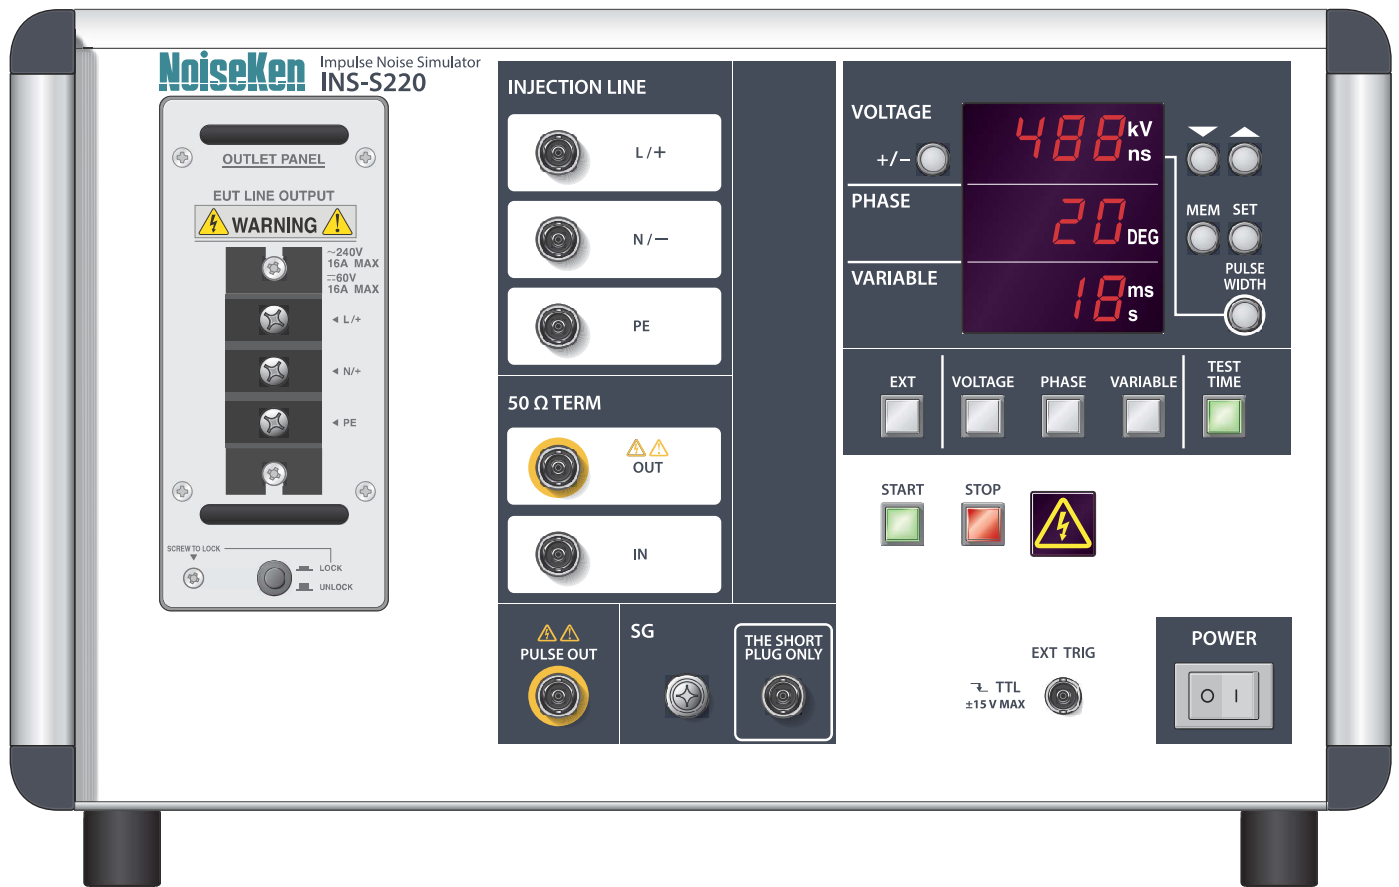 NoiseKen
Impulse Noise Simulator
INS-S220
OUTLET PANEL
EUT LINE OUTPUT
WARNING
~240V
16A MAX
⎓60V
16A MAX
◄ L/+
◄ N/+
◄ PE
SCREW TO LOCK
▼
LOCK
UNLOCK
INJECTION LINE
L /+
N /−
PE
50 Ω TERM
OUT
IN
PULSE OUT
SG
THE SHORT
PLUG ONLY
VOLTAGE
+/−
488 kV
ns
PHASE
20 DEG
VARIABLE
18 ms
s
▼ ▲
MEM SET
PULSE
WIDTH
EXT VOLTAGE PHASE VARIABLE TEST
TIME
START STOP
EXT TRIG
TTL
±15 V MAX
POWER
O I